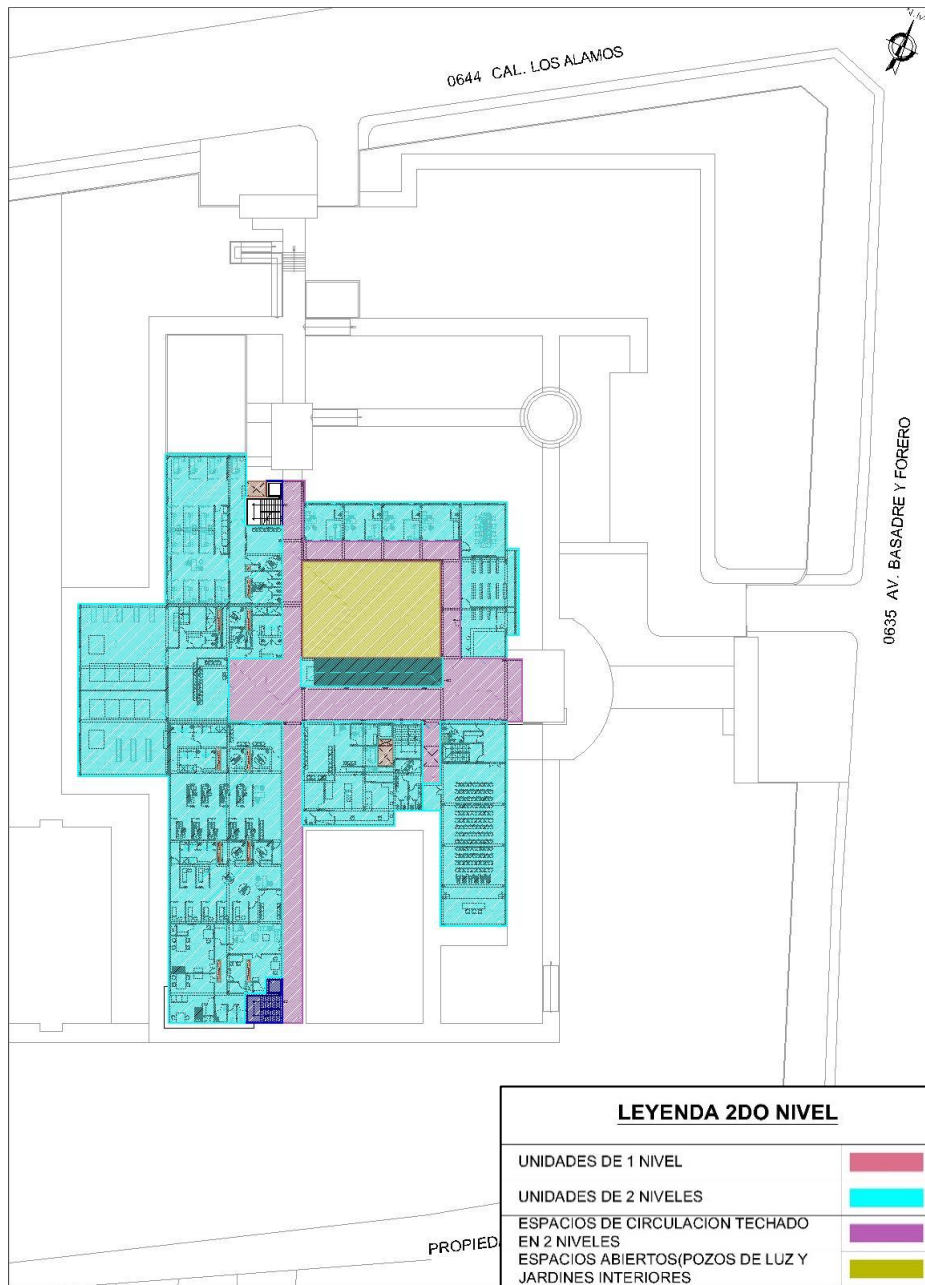 0644 CAL. LOS ALAMOS
0635 AV. BASADRE Y FORERO
LEYENDA 2DO NIVEL
UNIDADES DE 1 NIVEL
UNIDADES DE 2 NIVELES
ESPACIOS DE CIRCULACION TECHADO
EN 2 NIVELES
ESPACIOS ABIERTOS(POZOS DE LUZ Y
JARDINES INTERIORES
PROPIED